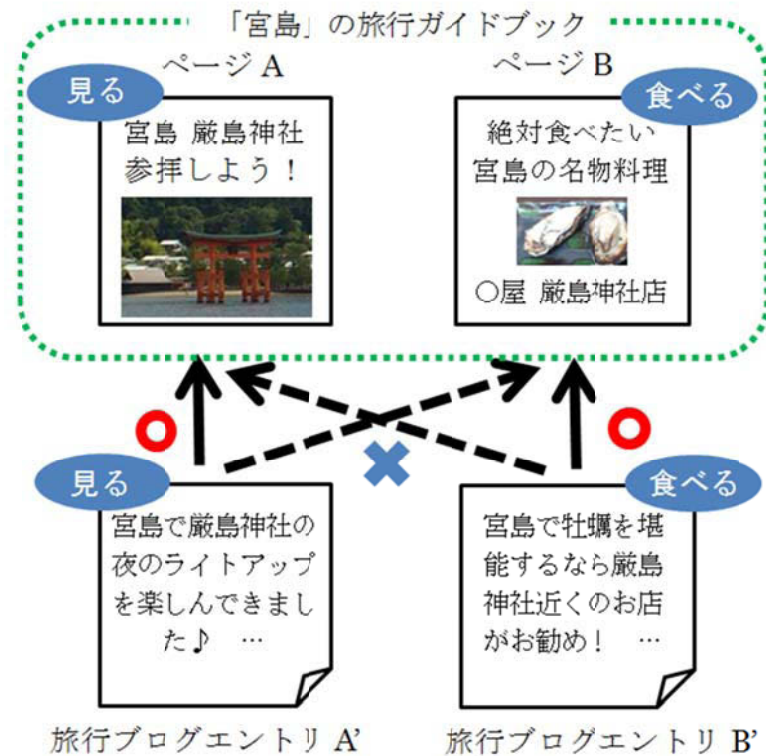 「宮島」の旅行ガイドブック
ページ A
見る
宮島 厳島神社
参拝しよう！
ページ B
食べる
絶対食べたい
宮島の名物料理
〇屋 厳島神社店
見る
宮島で厳島神社の
夜のライトアップ
を楽しんできまし
た♪ …
旅行ブログエントリ A’
食べる
宮島で牡蠣を堪
能するなら厳島
神社近くのお店
がお勧め！ …
旅行ブログエントリ B’